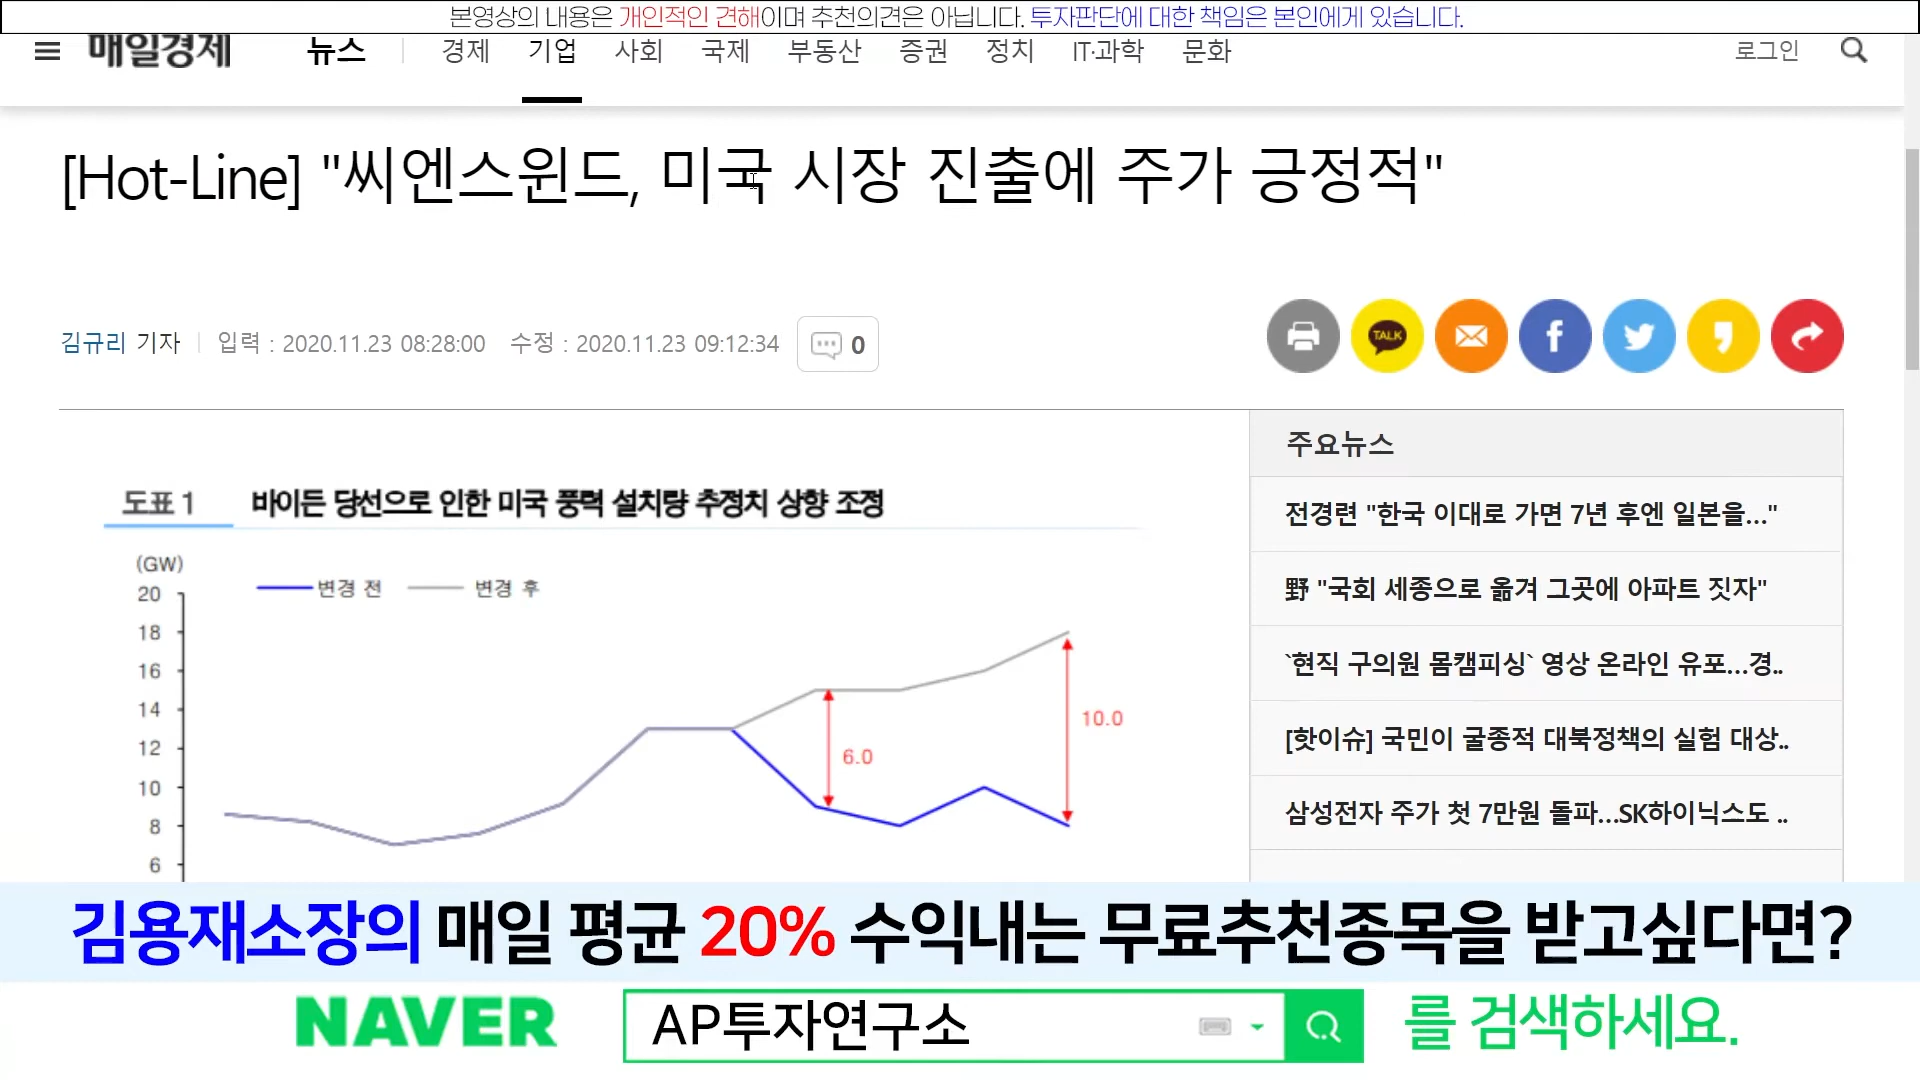 본영상의 내용은 개인적인 견해이며 추천의견은 아닙니다. 투자판단에 대한 책임은 본인에게 있습니다.
매일경제 뉴스 경제 기업 사회 국제 부동산 증권 정치 IT·과학 문화 로그인
[Hot-Line] "씨엔스윈드, 미국 시장 진출에 주가 긍정적"
김규리 기자 입력 : 2020.11.23 08:28:00 수정 : 2020.11.23 09:12:34 0
TALK
주요뉴스
전경련 "한국 이대로 가면 7년 후엔 일본을..."
野 "국회 세종으로 옮겨 그곳에 아파트 짓자"
`현직 구의원 몸캠피싱` 영상 온라인 유포...경..
[핫이슈] 국민이 굴종적 대북정책의 실험 대상..
삼성전자 주가 첫 7만원 돌파...SK하이닉스도 ..
도표 1 바이든 당선으로 인한 미국 풍력 설치량 추정치 상향 조정
(GW)
변경 전 변경 후
20
18
16
14
12
10
8
6
6.0
10.0
김용재소장의 매일 평균 20% 수익내는 무료추천종목을 받고싶다면?
NAVER AP투자연구소 를 검색하세요.